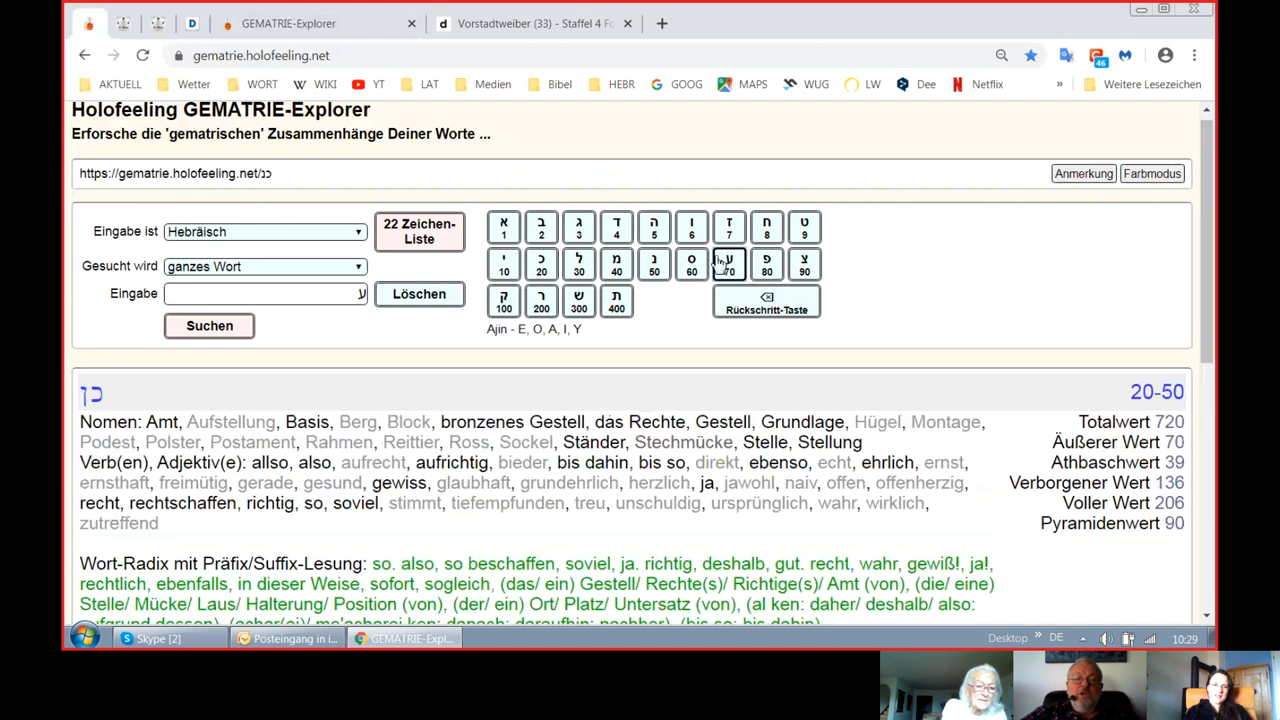 GEMATRIE-Explorer
Vorstadtweiber (33) - Staffel 4 Fo
gematrie.holofeeling.net
46
AKTUELL Wetter WORT WIKI YT LAT Medien Bibel HEBR GOOG MAPS WUG LW Dee Netflix » Weitere Lesezeichen
Holofeeling GEMATRIE-Explorer
Erforsche die 'gematrischen' Zusammenhänge Deiner Worte ...
https://gematrie.holofeeling.net/כנ
Anmerkung Farbmodus
Eingabe ist Hebräisch
22 Zeichen-Liste
Gesucht wird ganzes Wort
Eingabe ע Löschen
Suchen
א ב ג ד ה ו ז ח ט
1 2 3 4 5 6 7 8 9
י כ ל מ נ ס ע פ צ
10 20 30 40 50 60 70 80 90
ק ר ש ת
100 200 300 400
Rückschritt-Taste
Ajin - E, O, A, I, Y
כן 20-50
Nomen: Amt, Aufstellung, Basis, Berg, Block, bronzenes Gestell, das Rechte, Gestell, Grundlage, Hügel, Montage,
Podest, Polster, Postament, Rahmen, Reittier, Ross, Sockel, Ständer, Stechmücke, Stelle, Stellung
Verb(en), Adjektiv(e): allso, also, aufrecht, aufrichtig, bieder, bis dahin, bis so, direkt, ebenso, echt, ehrlich, ernst,
ernsthaft, freimütig, gerade, gesund, gewiss, glaubhaft, grundehrlich, herzlich, ja, jawohl, naiv, offen, offenherzig,
recht, rechtschaffen, richtig, so, soviel, stimmt, tiefempfunden, treu, unschuldig, ursprünglich, wahr, wirklich,
zutreffend
Totalwert 720
Äußerer Wert 70
Athbaschwert 39
Verborgener Wert 136
Voller Wert 206
Pyramidenwert 90
Wort-Radix mit Präfix/Suffix-Lesung: so. also, so beschaffen, soviel, ja. richtig, deshalb, gut. recht, wahr, gewiß!, ja!,
rechtlich, ebenfalls, in dieser Weise, sofort, sogleich, (das/ ein) Gestell/ Rechte(s)/ Richtige(s)/ Amt (von), (die/ eine)
Stelle/ Mücke/ Laus/ Halterung/ Position (von), (der/ ein) Ort/ Platz/ Untersatz (von), (al ken: daher/ deshalb/ also:
Skype [2] Posteingang in i... GEMATRIE-Expl... Desktop » DE 10:29